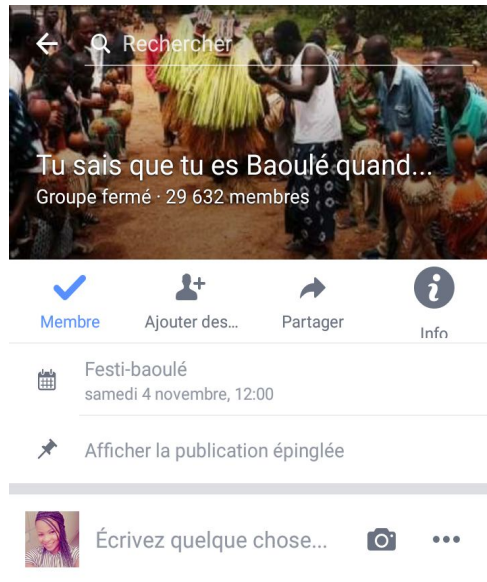 Rechercher
Tu sais que tu es Baoulé quand...
Groupe fermé · 29 632 membres
Membre
Ajouter des...
Partager
Info
Festi-baoulé
samedi 4 novembre, 12:00
Afficher la publication épinglée
Écrivez quelque chose...